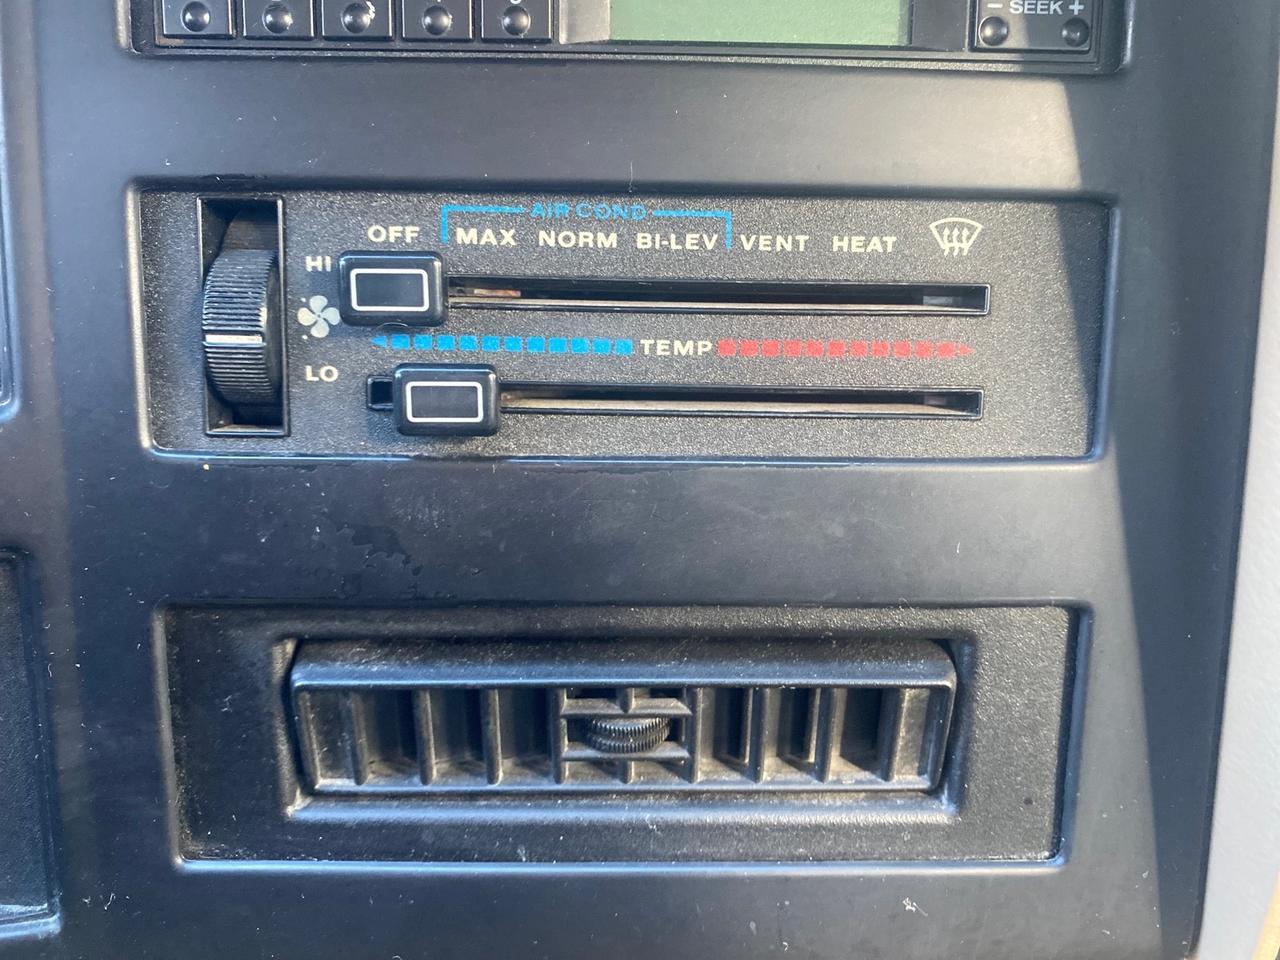 - SEEK +
AIR COND
OFF MAX NORM BI-LEV VENT HEAT
HI
TEMP
LO